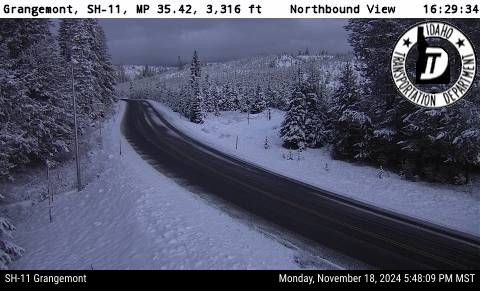 Grangemont, SH-11, MP 35.42, 3,316 ft Northbound View 16:29:34
IDAHO
TRANSPORTATION DEPARTMENT
SH-11 Grangemont Monday, November 18, 2024 5:48:09 PM MST